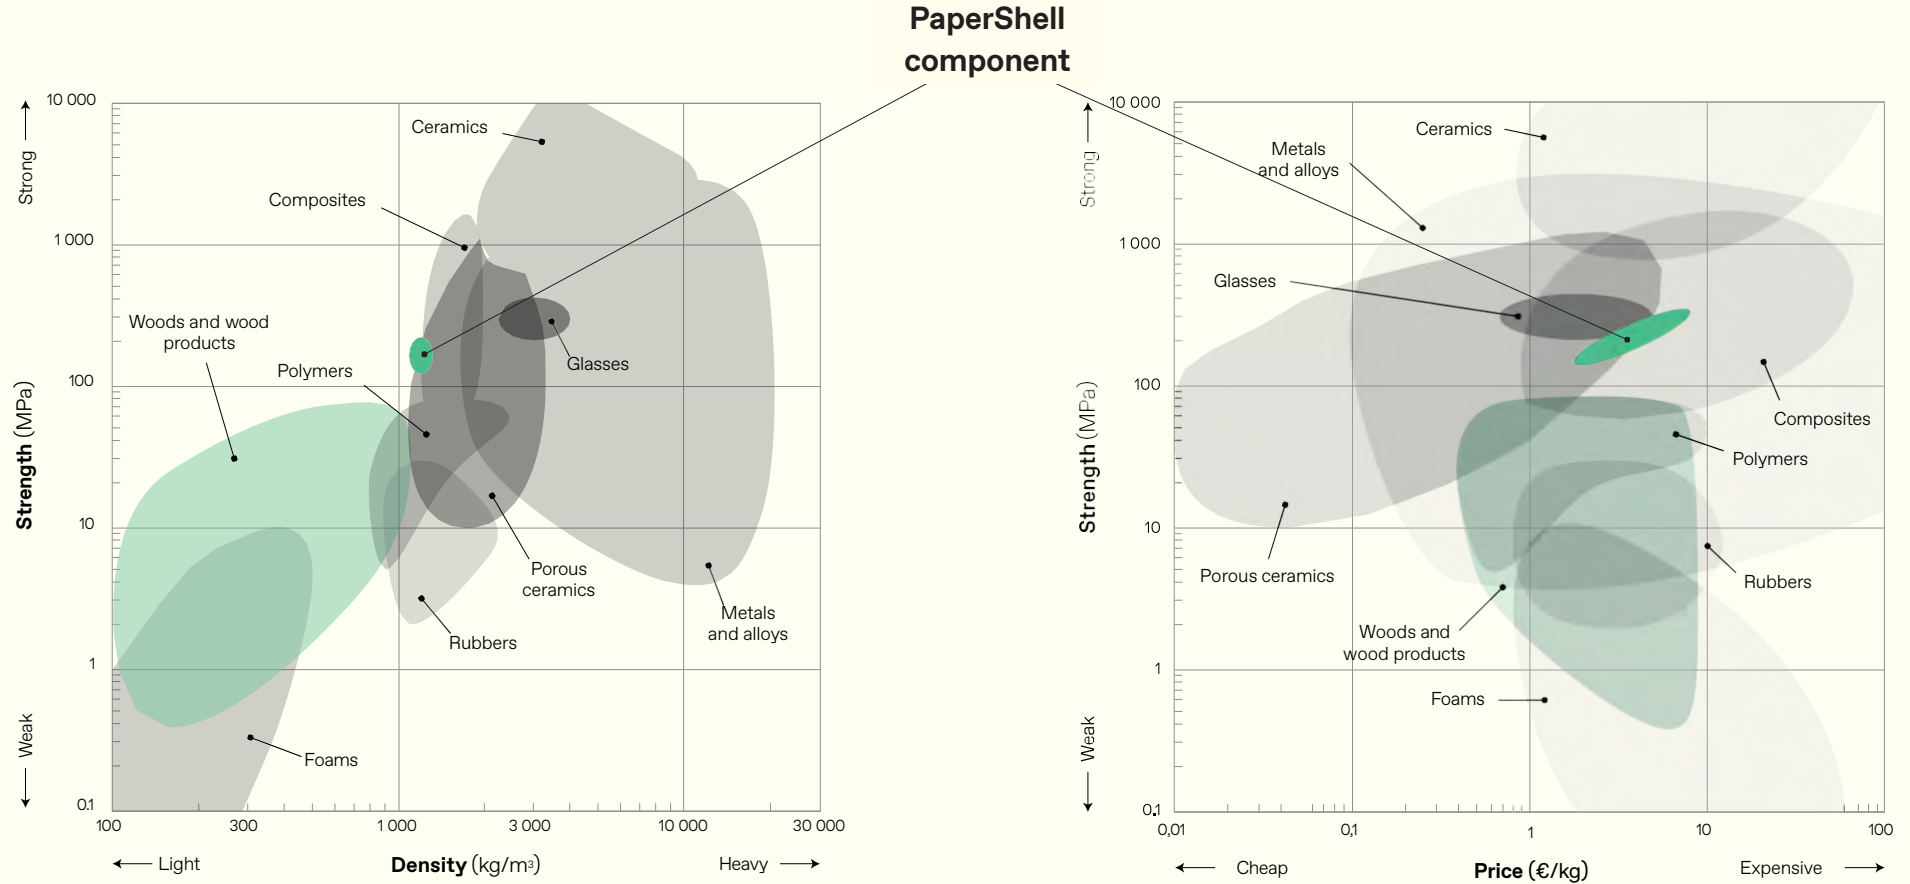 PaperShell
component
10 000
1 000
100
10
1
0.1
Strong
Strength (MPa)
Weak
Ceramics
Composites
Woods and wood
products
Polymers
Glasses
Porous
ceramics
Rubbers
Metals
and alloys
Foams
100
300
1 000
3 000
10 000
30 000
Light
Density (kg/m3)
Heavy
10 000
1 000
100
10
1
0.1
Strong
Strength (MPa)
Weak
Ceramics
Metals
and alloys
Glasses
Composites
Polymers
Porous ceramics
Rubbers
Woods and
wood products
Foams
0,01
0,1
1
10
100
Cheap
Price (€/kg)
Expensive